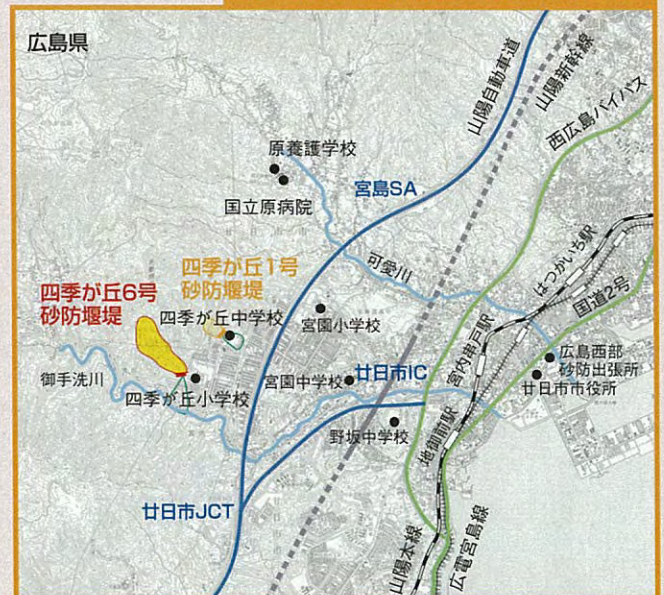 広島県
山陽自動車道
山陽新幹線
西広島バイパス
原養護学校
国立原病院
宮島SA
可愛川
はつかいち駅
国道2号
四季が丘1号
砂防堰堤
四季が丘6号
砂防堰堤
四季が丘中学校
宮園小学校
宮内串戸駅
広島西部
砂防出張所
廿日市市役所
御手洗川
四季が丘小学校
宮園中学校
廿日市IC
地御前駅
野坂中学校
廿日市JCT
山陽本線
広電宮島線